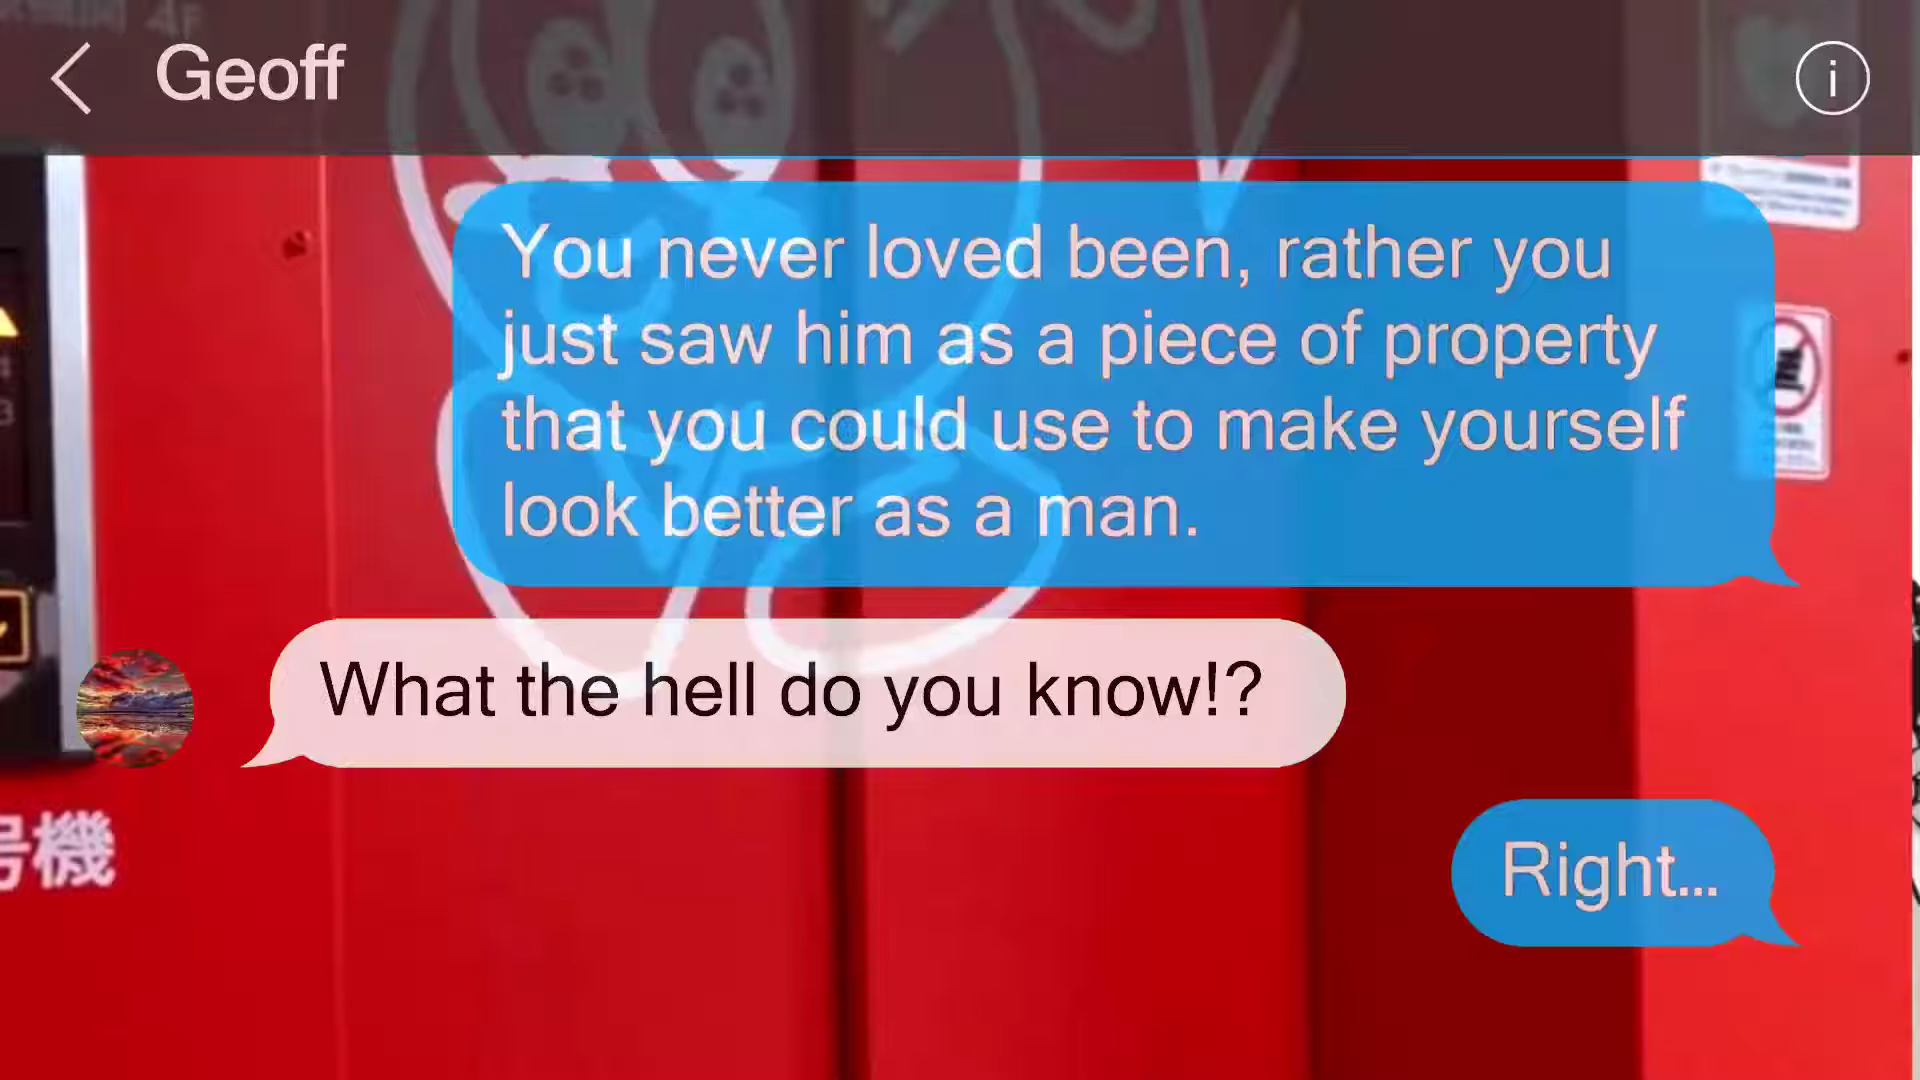 4F
Geoff
You never loved been, rather you
just saw him as a piece of property
that you could use to make yourself
look better as a man.
What the hell do you know!?
Right...
号機